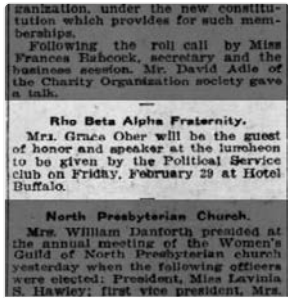 ganization, under the new constitu-
tution which provides for such mem-
berships.
Following the roll call by Miss
Frances Babcock, secretary and the
business session. Mr. David Adie of
the Charity Organization society gave
a talk.
Rho Beta Alpha Fraternity.
Mrs. Grace Ober will be the guest
of honor and speaker at the luncheon
to be given by the Political Service
club on Friday, February 29 at Hotel
Buffalo.
North Presbyterian Church.
Mrs. William Danforth presided at
the annual meeting of the Women's
Guild of North Presbyterian church
yesterday when the following officers
were elected: President, Miss Lavinia
S. Hawley; first vice president, Mrs.